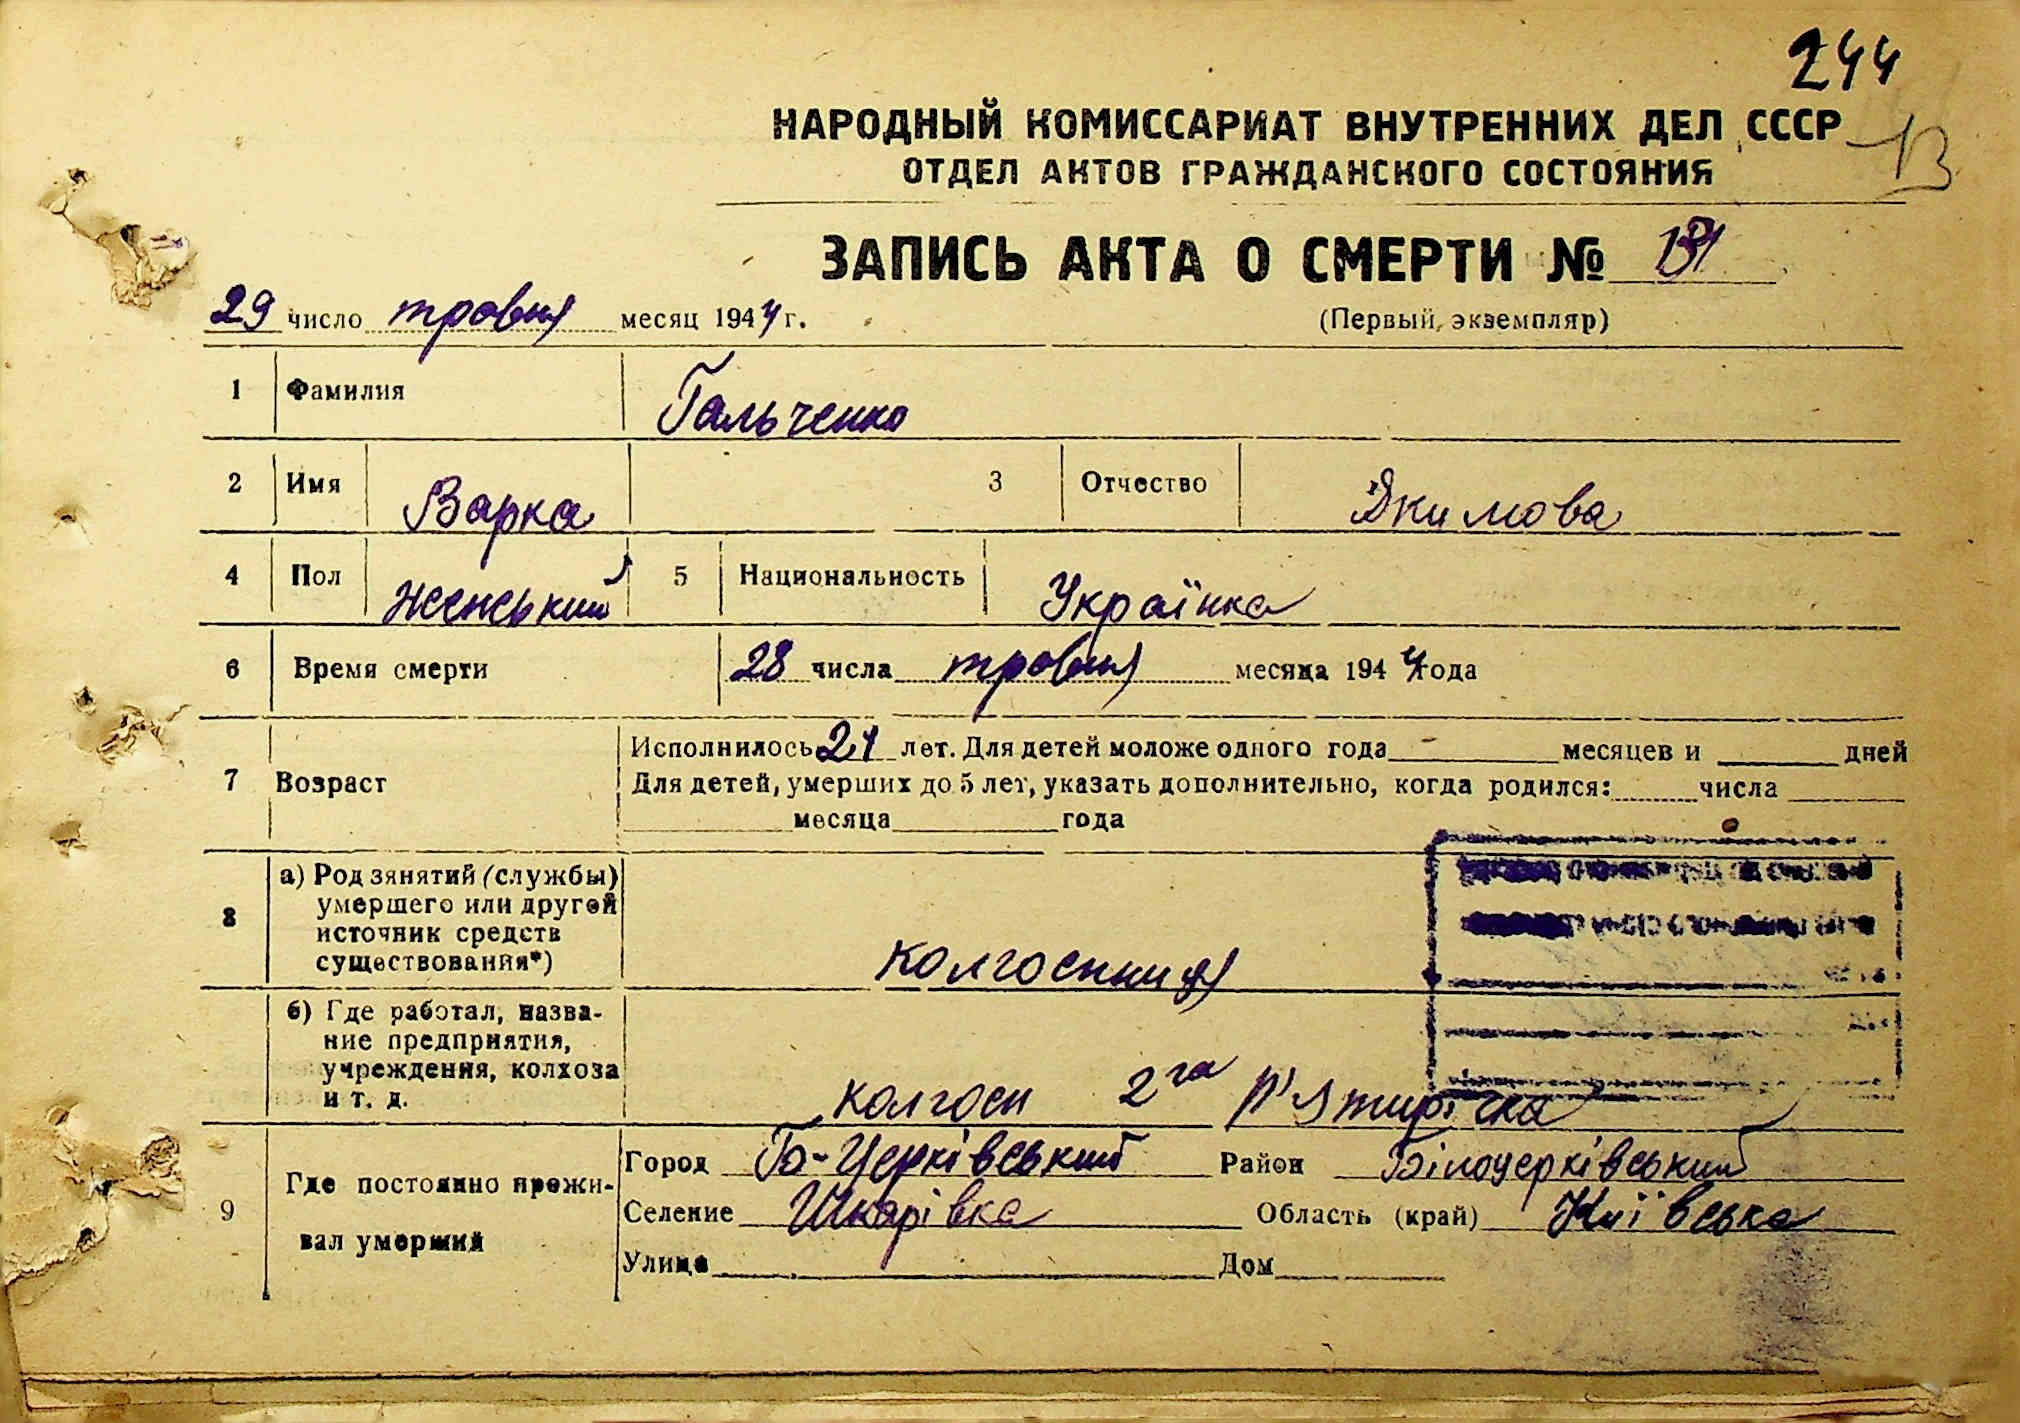 244
НАРОДНЫЙ КОМИССАРИАТ ВНУТРЕННИХ ДЕЛ СССР
13
ОТДЕЛ АКТОВ ГРАЖДАНСКОГО СОСТОЯНИЯ
ЗАПИСЬ АКТА О СМЕРТИ №
29 число травня месяц 1944 г.
(Первый экземпляр)
1 Фамилия Гальченко
2 Имя Варка 3 Отчество Якимова
4 Пол Женський 5 Национальность Українка
6 Время смерти 28 числа травня месяца 1944 года
Исполнилось 21 лет. Для детей моложе одного года - месяцев и дней
7 Возраст Для детей, умерших до 5 лет, указать дополнительно, когда родился: числа
месяца года
а) Род занятий (службы)
умершего или другой
8 источник средств
существования*) колгоспниця
б) Где работал, назва-
ние предприятия,
учреждения, колхоза
и т. д. колгосп 2га П'ятирічка
Город Б-Церківський Район Білоцерківський
9 Где постоянно прожи- Селение Шкарівка Область (край) Київська
вал умерший
Улица Дом